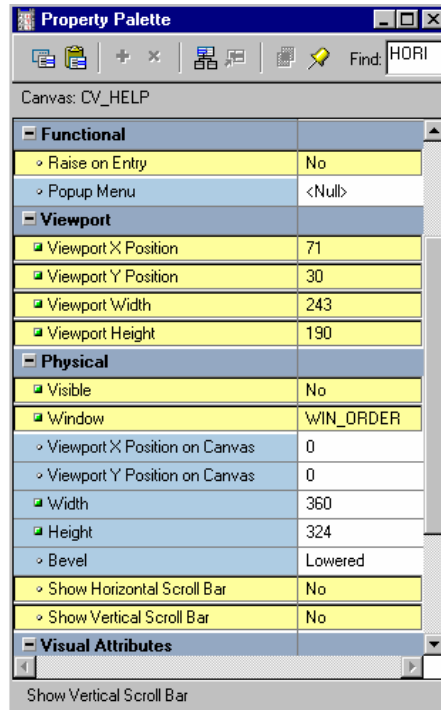 Property Palette
Find: HORI
Canvas: CV_HELP
Functional
Raise on Entry No
Popup Menu <Null>
Viewport
Viewport X Position 71
Viewport Y Position 30
Viewport Width 243
Viewport Height 190
Physical
Visible No
Window WIN_ORDER
Viewport X Position on Canvas 0
Viewport Y Position on Canvas 0
Width 360
Height 324
Bevel Lowered
Show Horizontal Scroll Bar No
Show Vertical Scroll Bar No
Visual Attributes
Show Vertical Scroll Bar